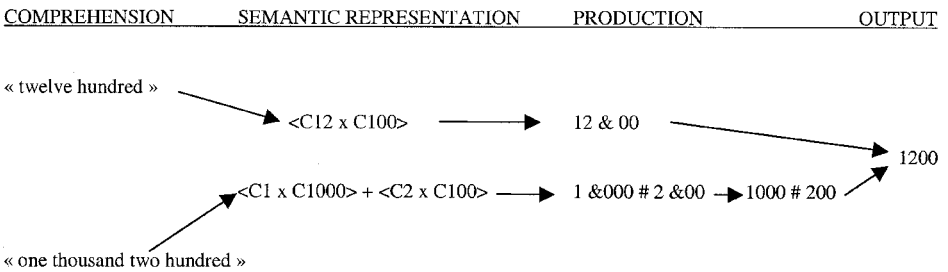 COMPREHENSION SEMANTIC REPRESENTATION PRODUCTION OUTPUT
« twelve hundred »
<C12 x C100> 12 & 00
1200
<C1 x C1000> + <C2 x C100> 1 &000 # 2 &00 1000 # 200
« one thousand two hundred »